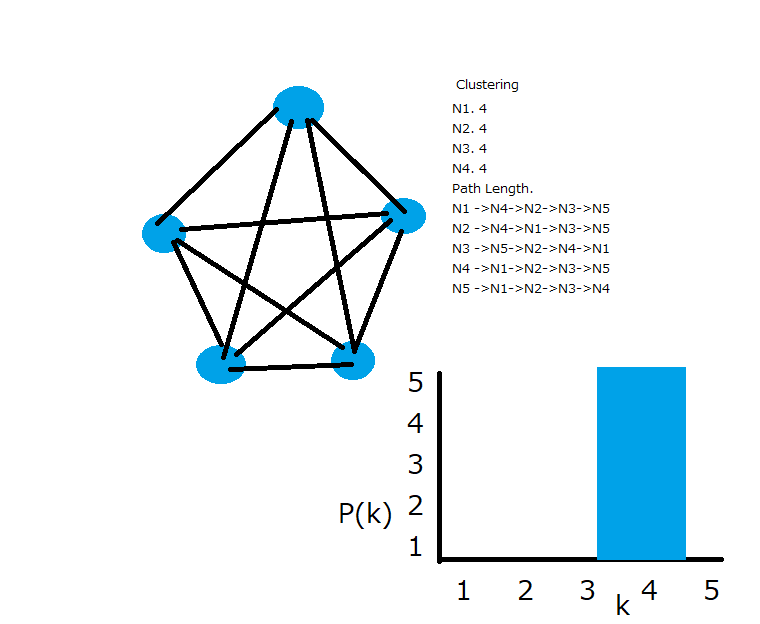 Clustering
N1. 4
N2. 4
N3. 4
N4. 4
Path Length.
N1 ->N4->N2->N3->N5
N2 ->N4->N1->N3->N5
N3 ->N5->N2->N4->N1
N4 ->N1->N2->N3->N5
N5 ->N1->N2->N3->N4
5
4
3
2
1
P(k)
1 2 3 4 5
k